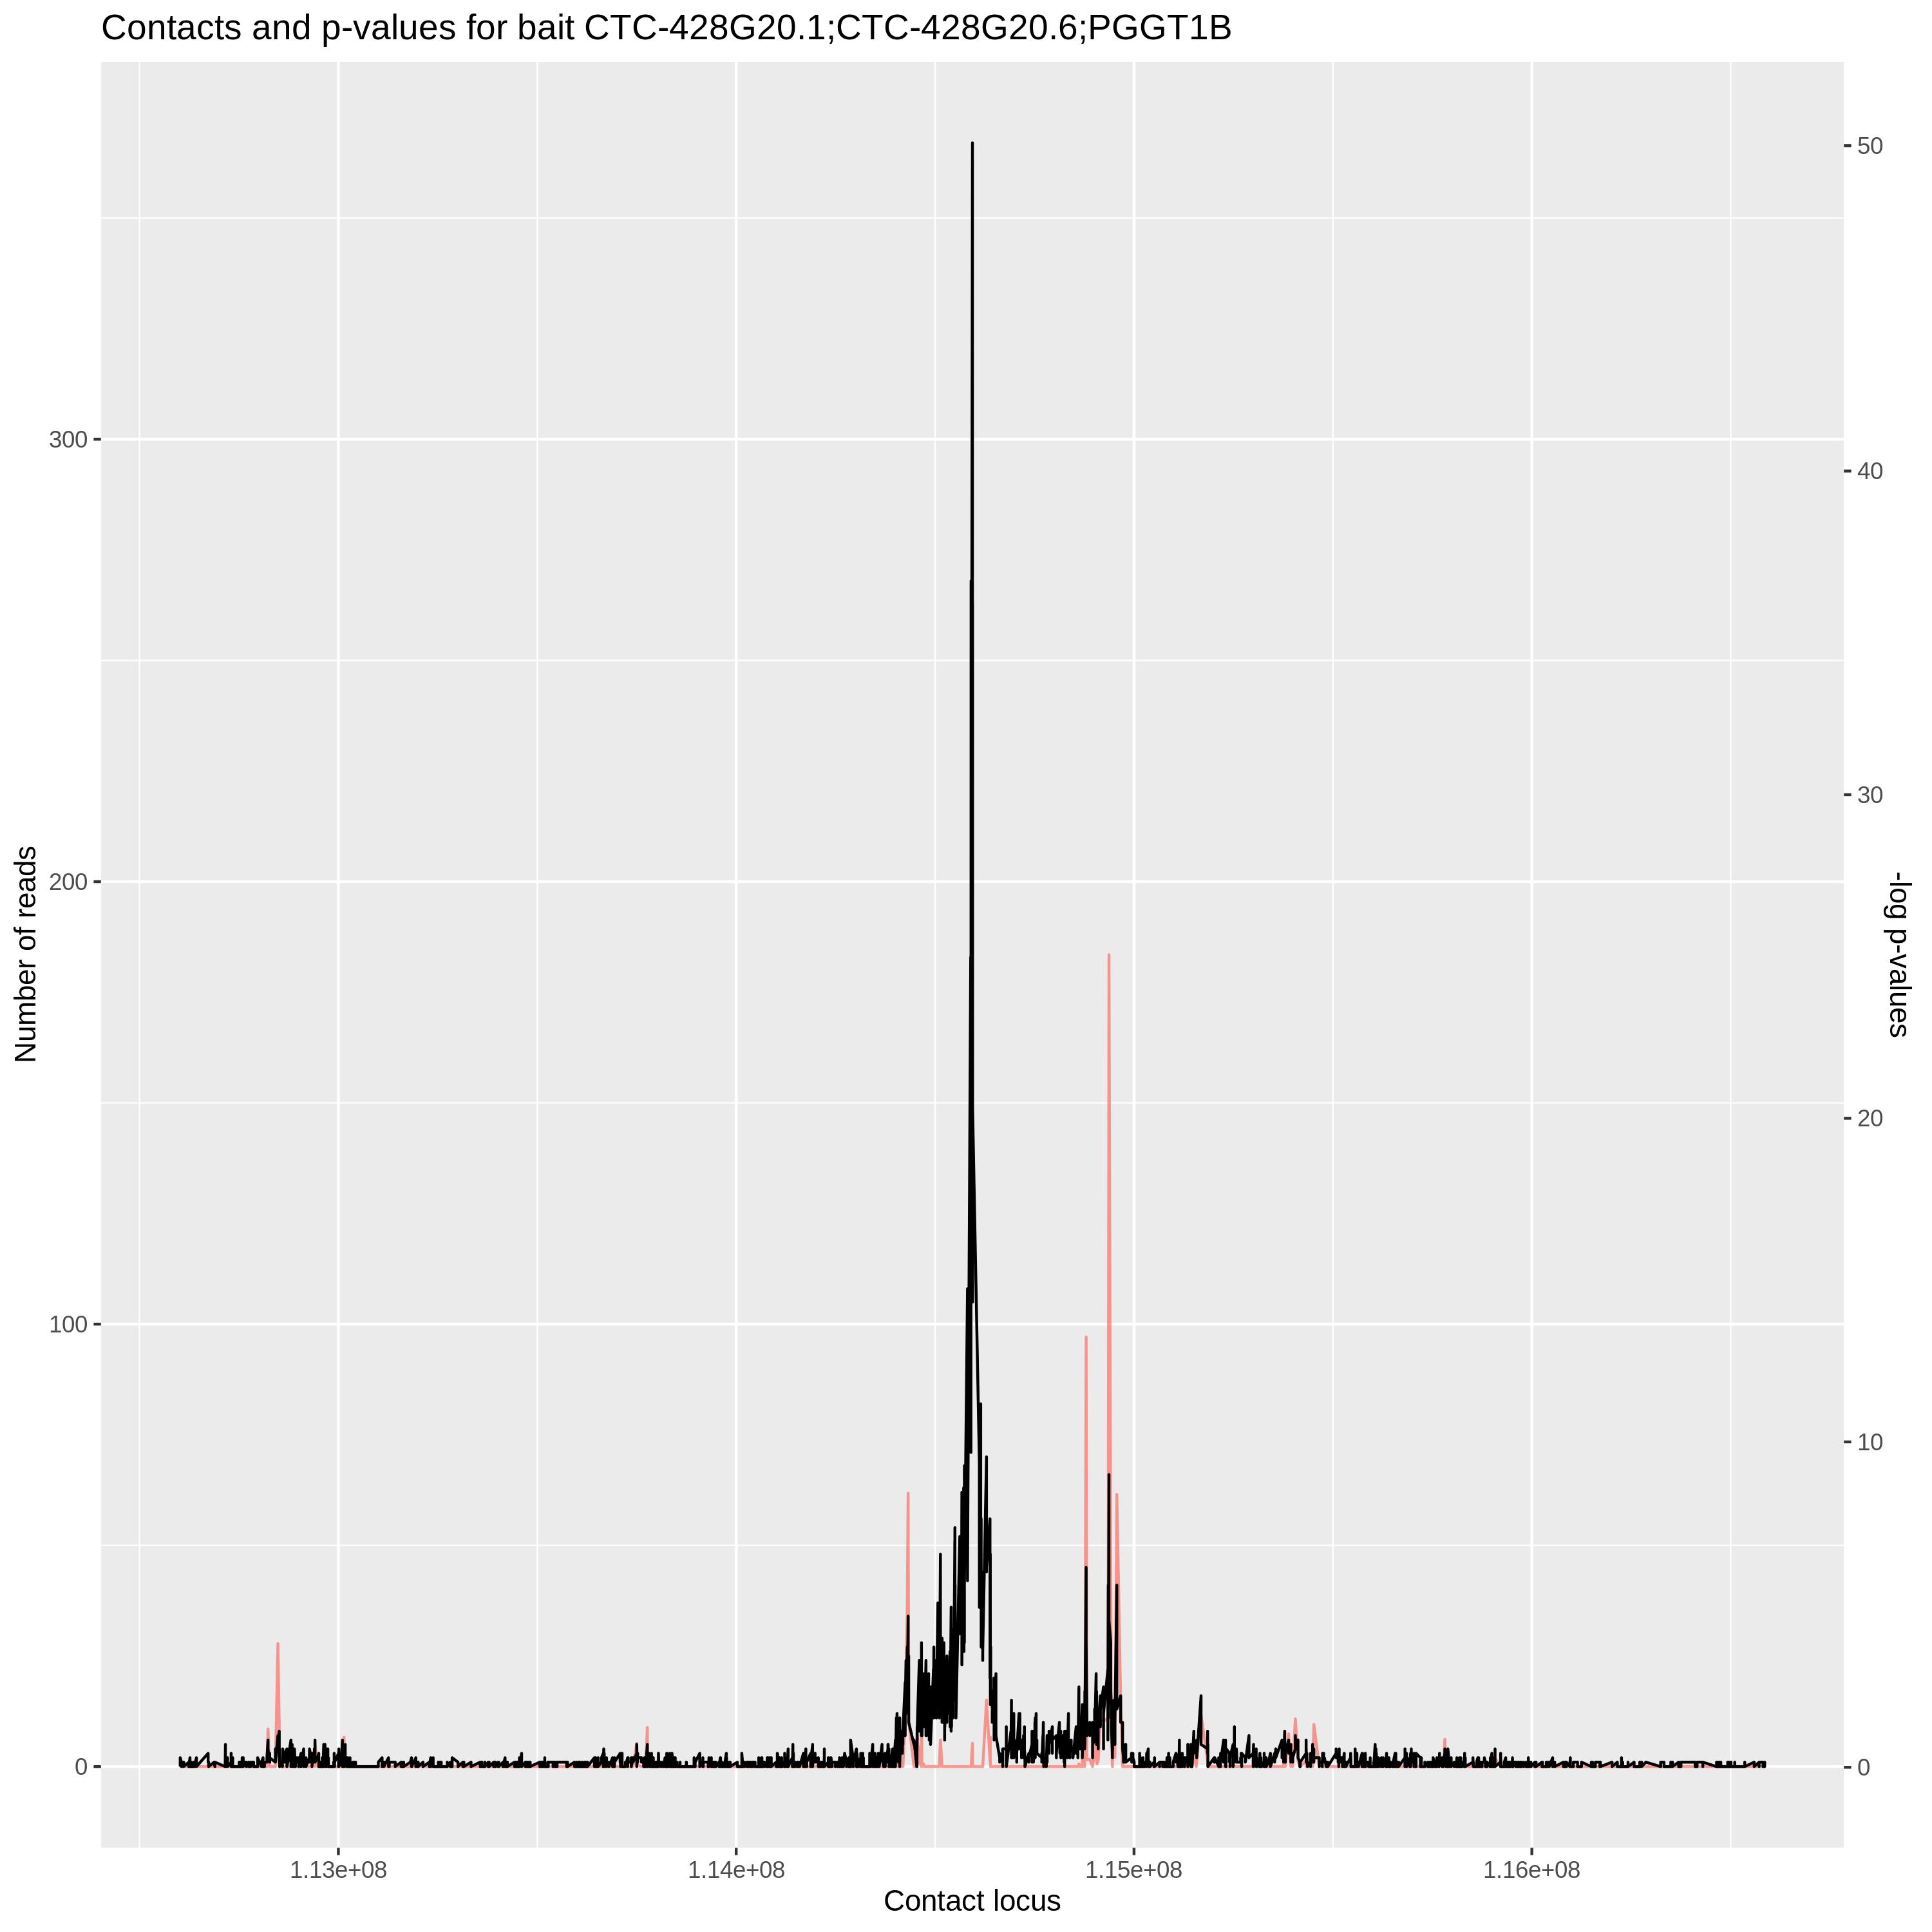 Contacts and p-values for bait CTC-428G20.1;CTC-428G20.6;PGGT1B
Number of reads
300
200
100
0
50
40
30
20
10
0
-log p-values
1.13e+08
1.14e+08
1.15e+08
1.16e+08
Contact locus